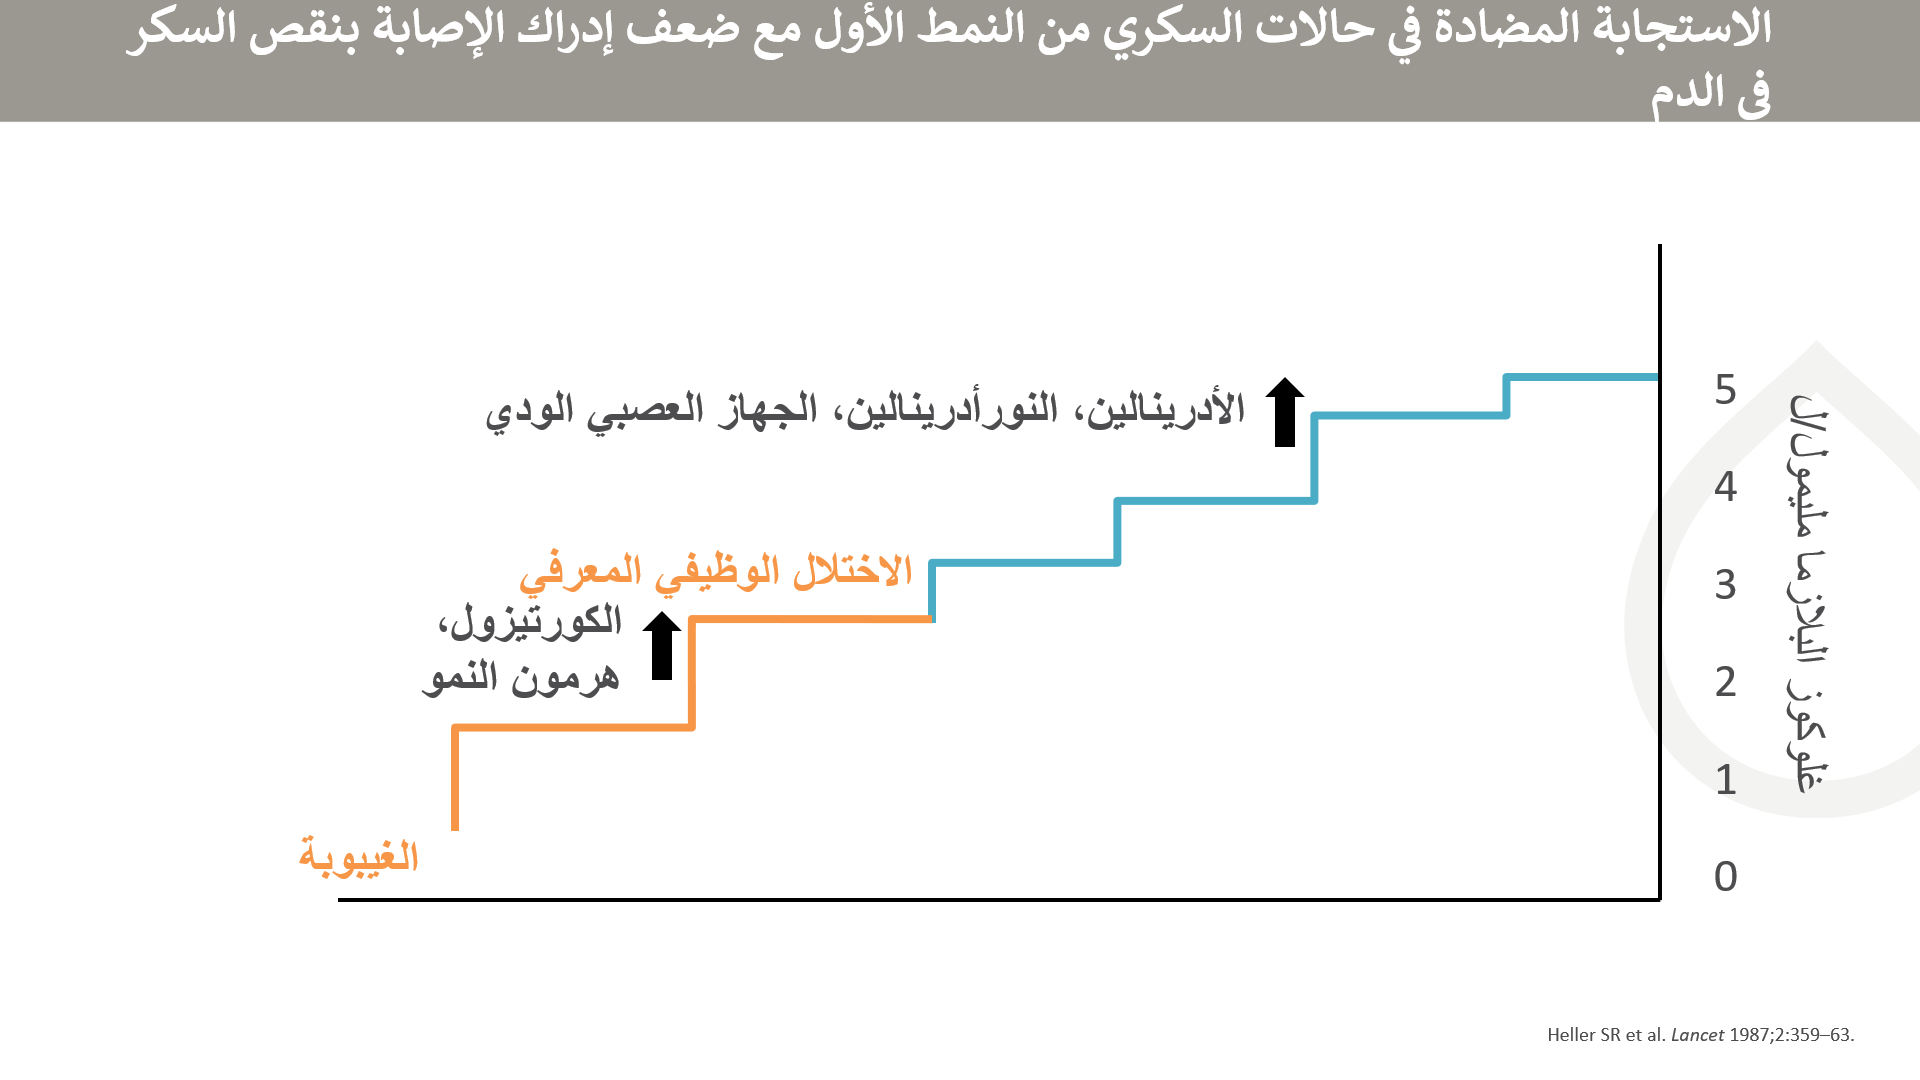 الاستجابة المضادة في حالات السكري من النمط الأول مع ضعف إدراك الإصابة بنقص السكر
فى الدم
الأدرينالين، النورأدرينالين، الجهاز العصبي الودي
الاختلال الوظيفي المعرفي
الكورتيزول،
هرمون النمو
الغيبوبة
5
4
3
2
1
0
غلوكوز البلازما مليمول/ل
Heller SR et al. Lancet 1987;2:359–63.